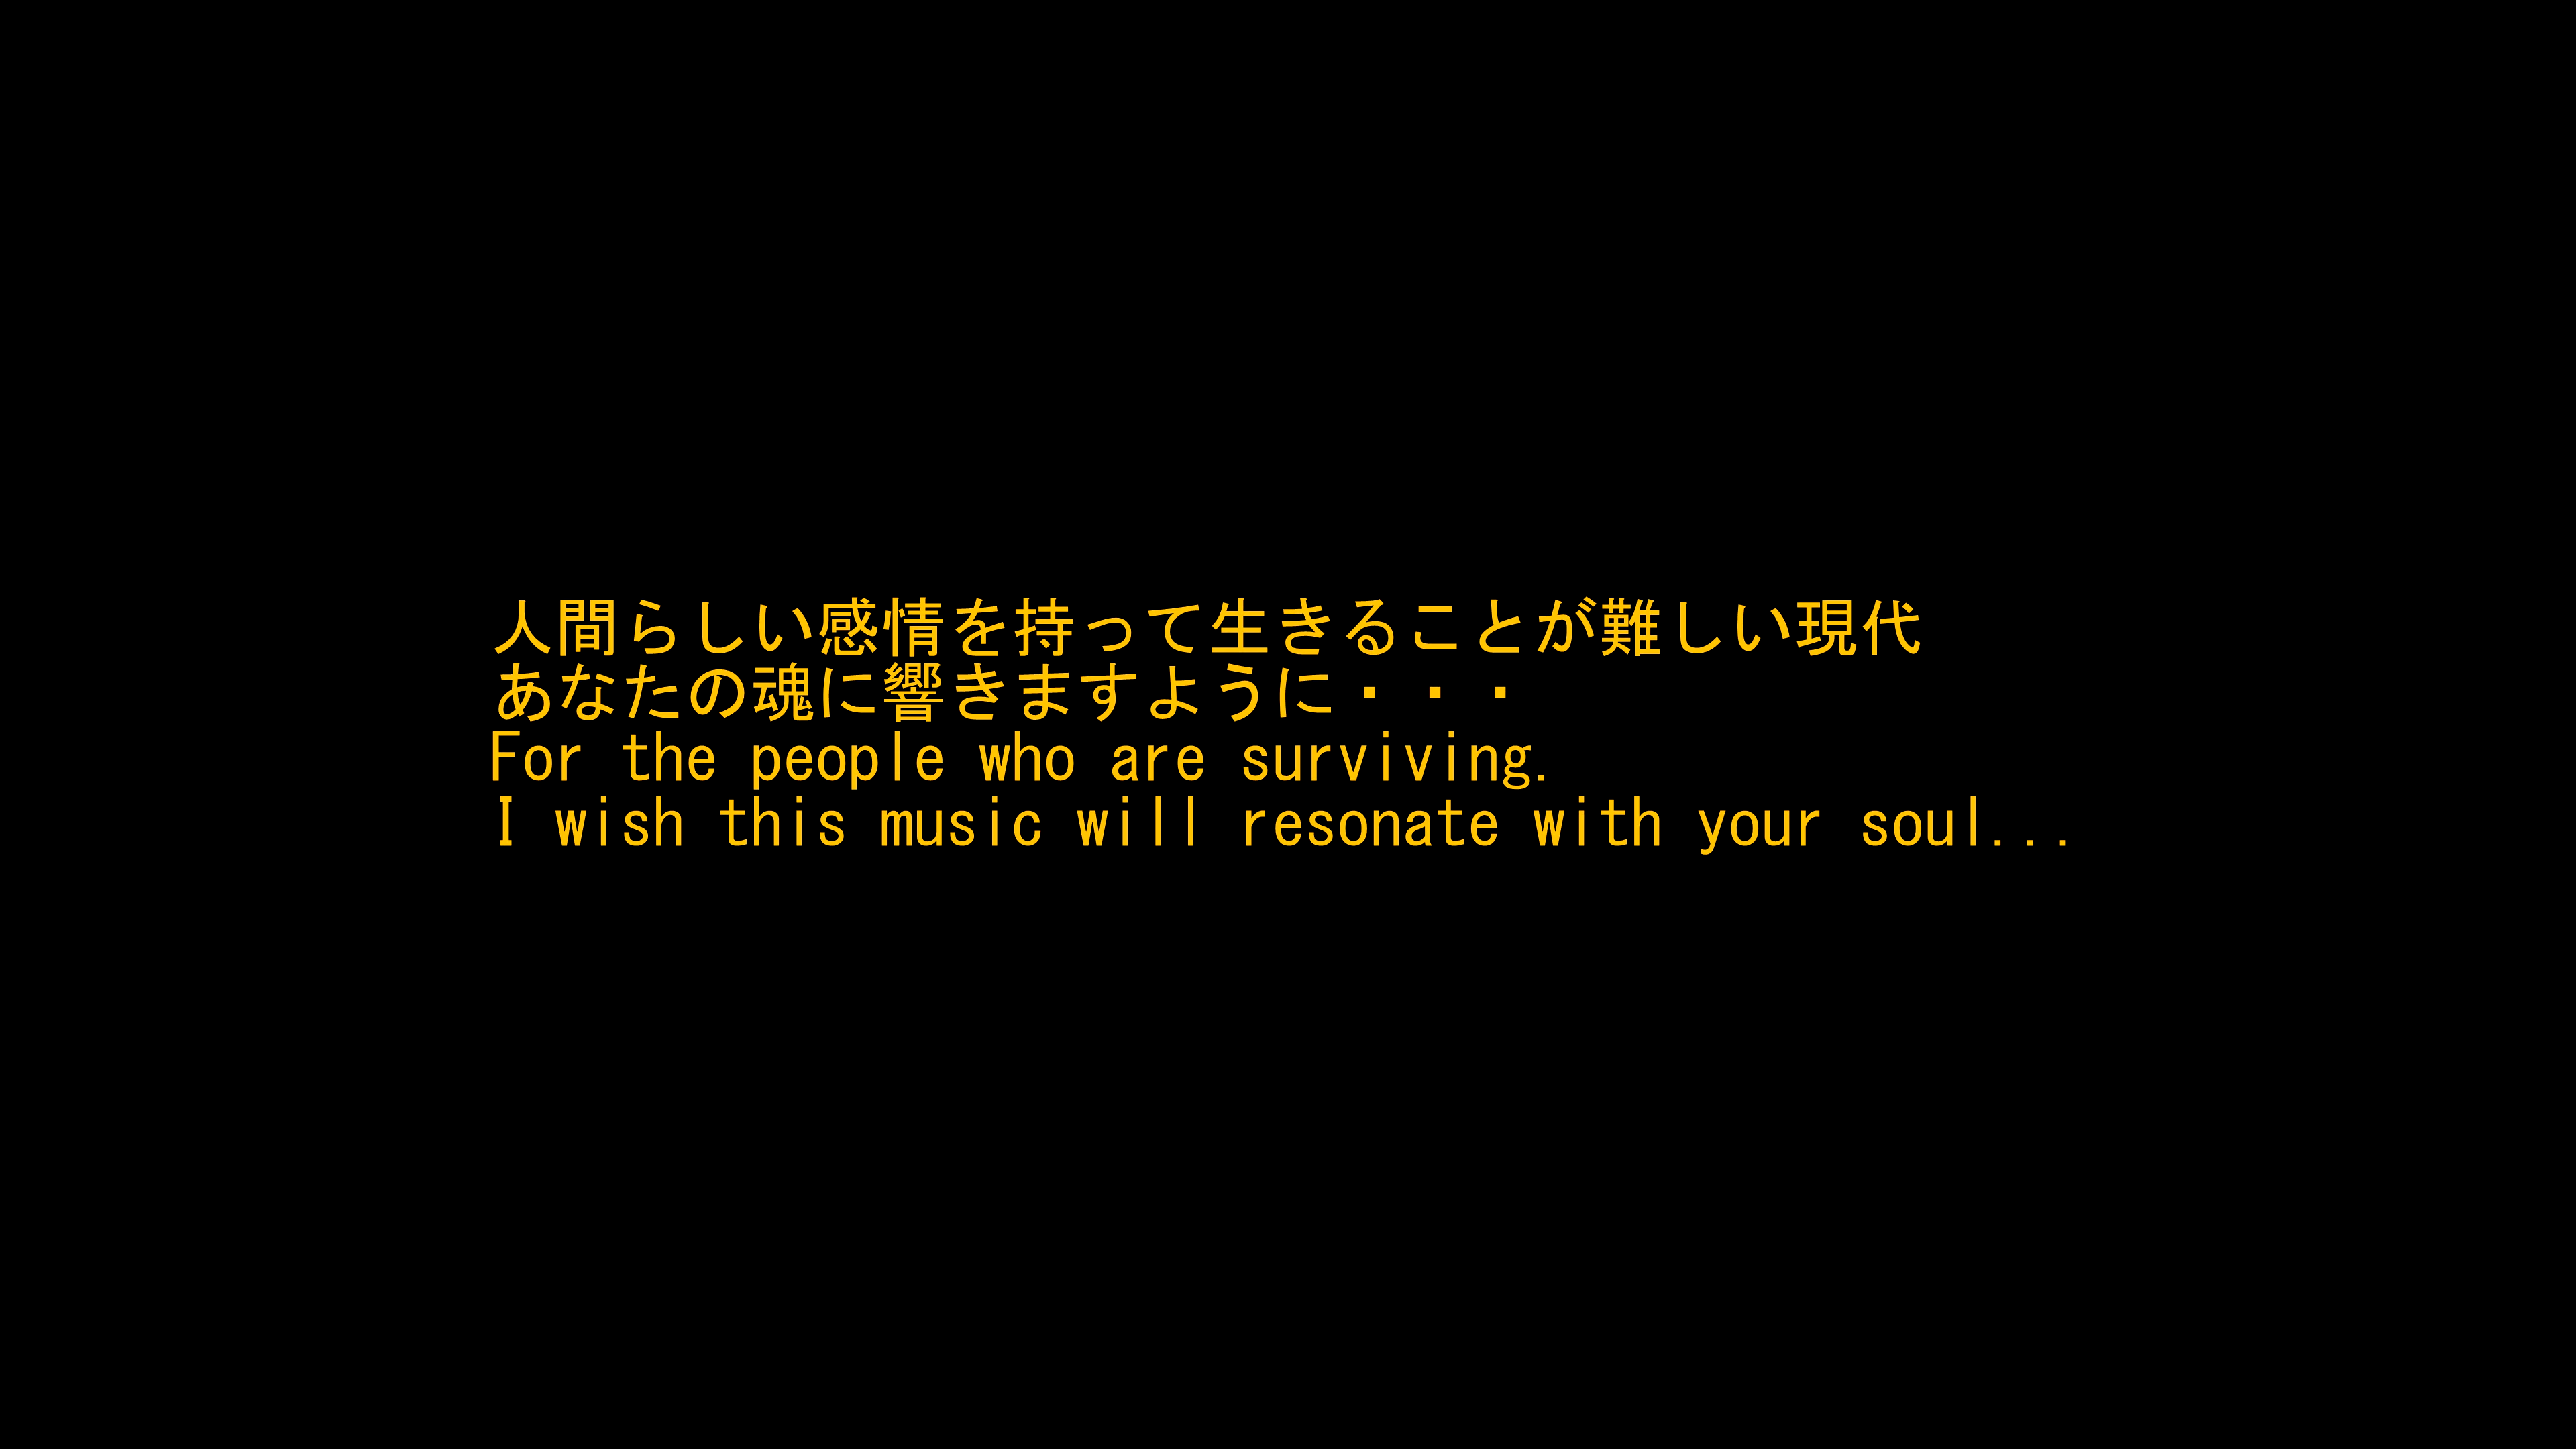 人間らしい感情を持って生きることが難しい現代
あなたの魂に響きますように・・・
For the people who are surviving.
I wish this music will resonate with your soul...